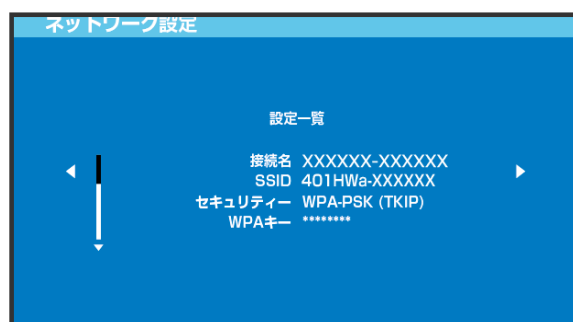 ネットワーク設定
設定一覧
接続名 XXXXXX-XXXXXX
SSID 401HWa-XXXXXX
セキュリティー WPA-PSK (TKIP)
WPAキー ********